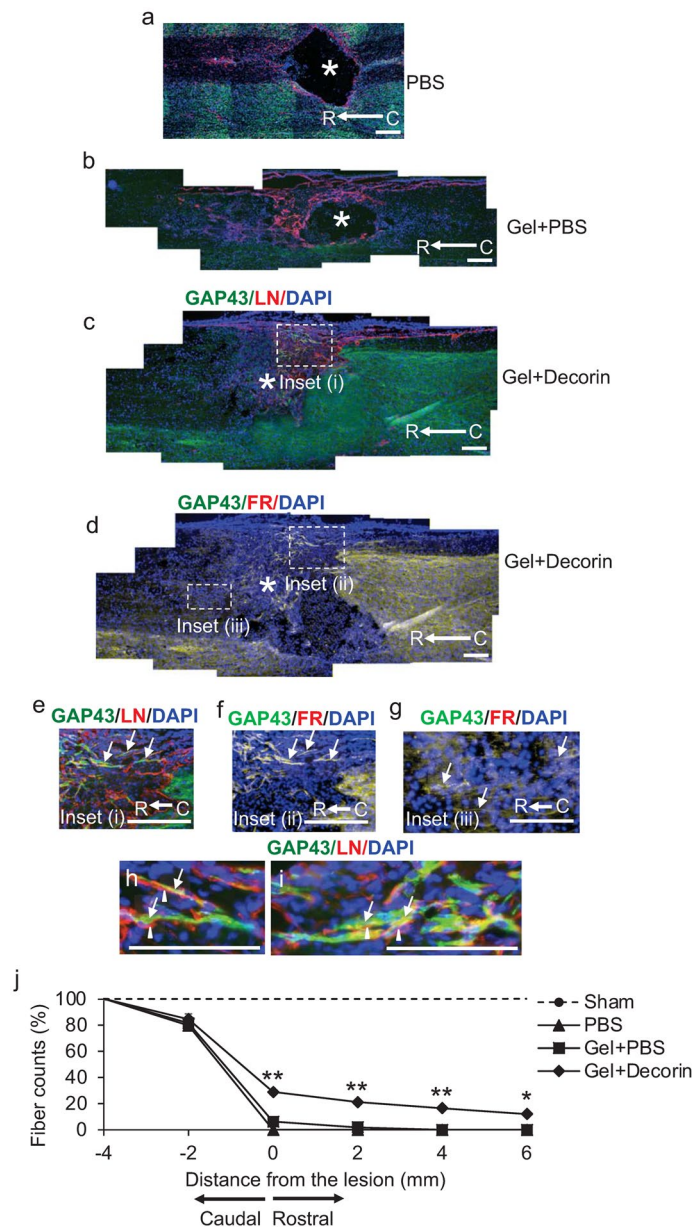 a
*
PBS
R C
b
*
Gel+PBS
R C
GAP43/LN/DAPI
c
* Inset (i)
Gel+Decorin
R C
GAP43/FR/DAPI
d
* Inset (ii)
Inset (iii)
Gel+Decorin
R C
e f g
GAP43/LN/DAPI GAP43/FR/DAPI GAP43/FR/DAPI
Inset (i) R C Inset (ii) R C Inset (iii) R C
GAP43/LN/DAPI
h i
j
Fiber counts (%)
100
80
60
40
20
0
** ** ** *
-4 -2 0 2 4 6
Distance from the lesion (mm)
Caudal Rostral
Sham
PBS
Gel+PBS
Gel+Decorin